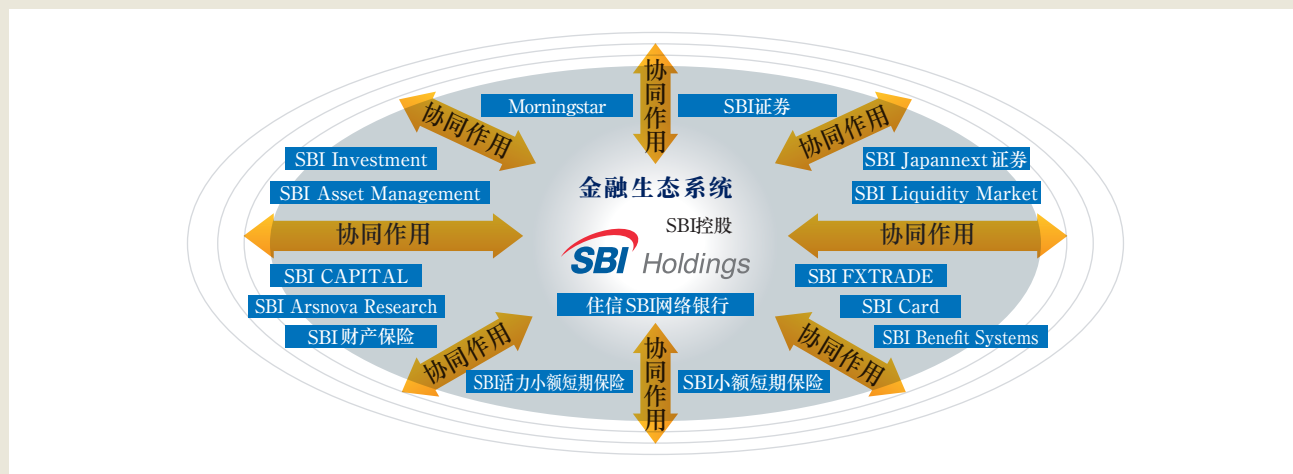 协同作用
Morningstar
SBI证券
协同作用
协同作用
SBI Investment
SBI Japannext 证券
SBI Asset Management
金融生态系统
SBI Liquidity Market
SBI控股
协同作用
SBI Holdings
协同作用
SBI CAPITAL
SBI FXTRADE
SBI Arsnova Research
住信SBI网络银行
SBI Card
SBI 财产保险
SBI Benefit Systems
协同作用
协同作用
协同作用
SBI活力小额短期保险
SBI小额短期保险